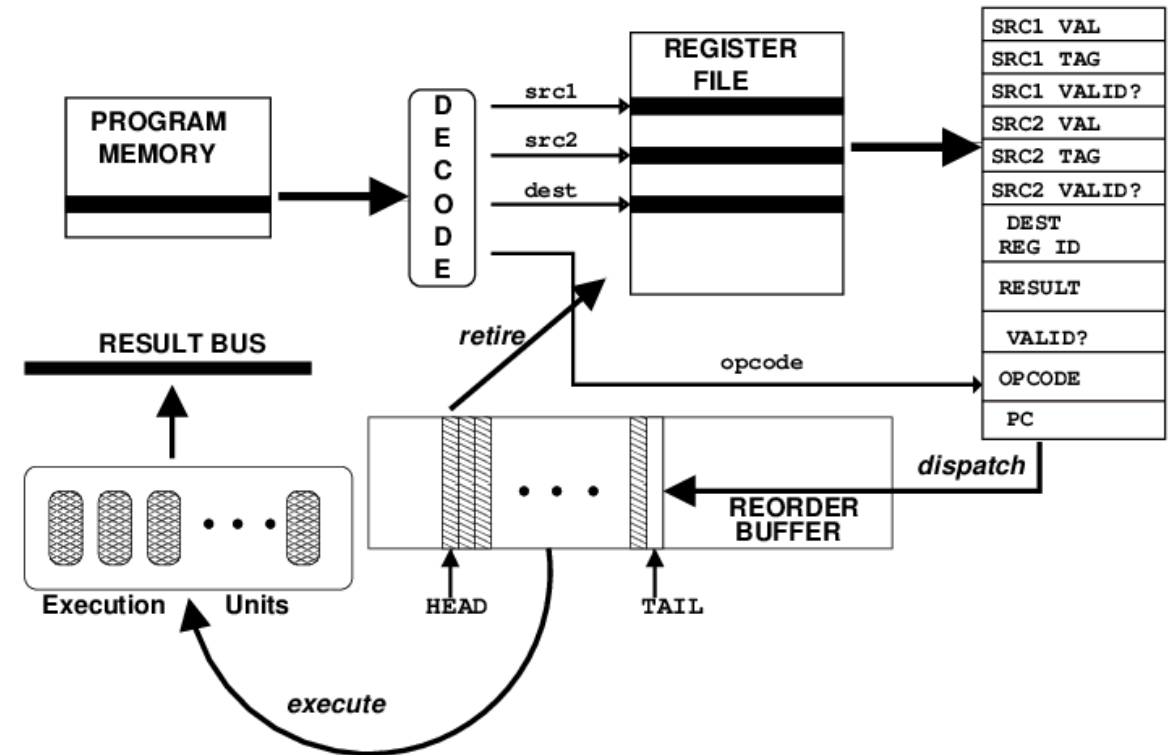 PROGRAM
MEMORY
D
E
C
O
D
E
src1
src2
dest
REGISTER
FILE
SRC1 VAL
SRC1 TAG
SRC1 VALID?
SRC2 VAL
SRC2 TAG
SRC2 VALID?
DEST
REG ID
RESULT
VALID?
OPCODE
PC
RESULT BUS
retire
opcode
dispatch
REORDER
BUFFER
Execution Units
HEAD
TAIL
execute